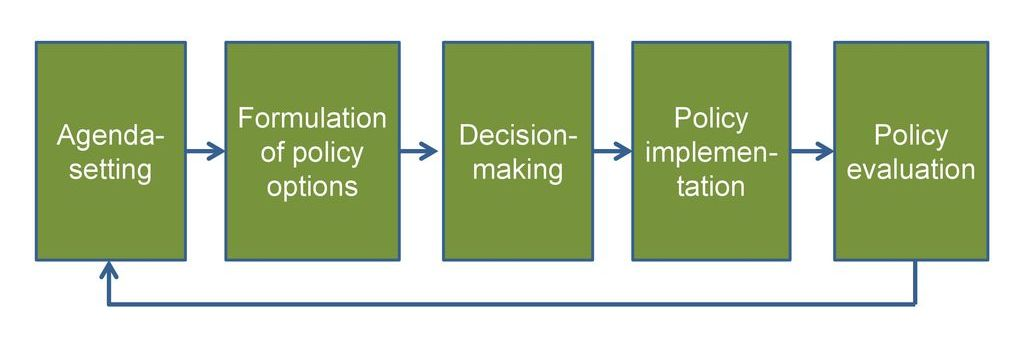 Agenda-
setting
Formulation
of policy
options
Decision-
making
Policy
implemen-
tation
Policy
evaluation